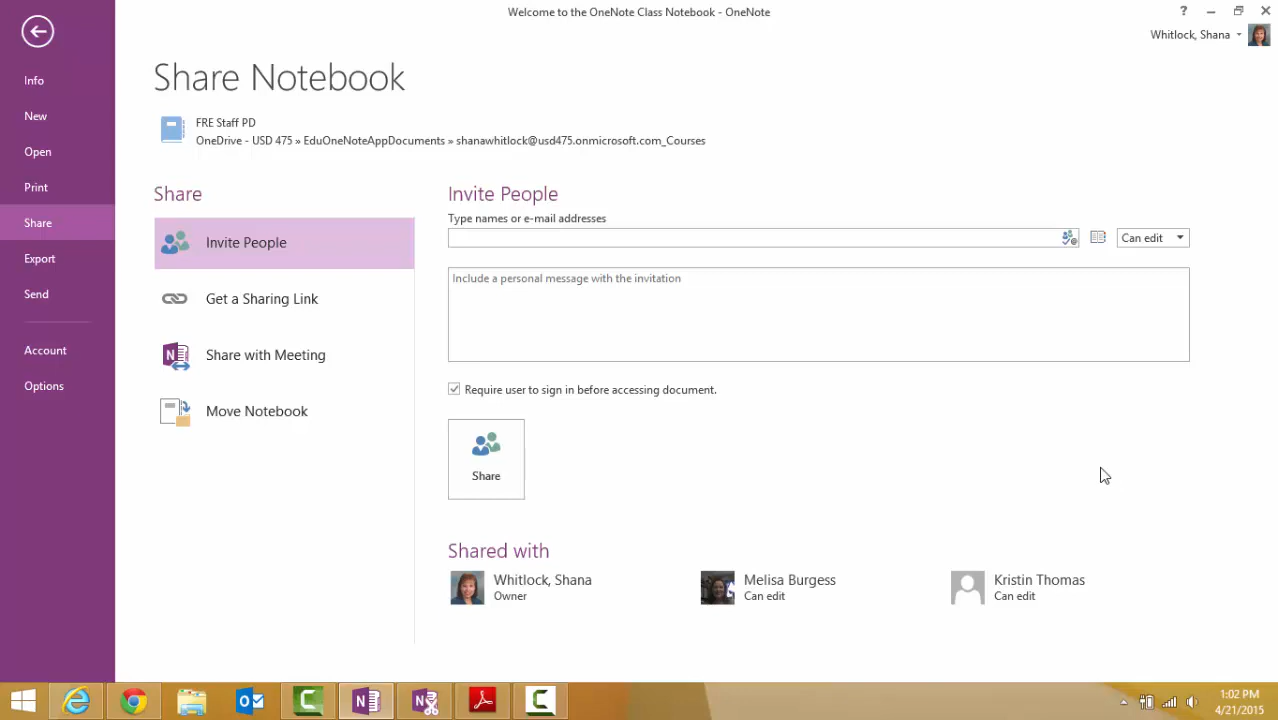 Welcome to the OneNote Class Notebook - OneNote
?
Whitlock, Shana
Info
New
Open
Print
Share
Export
Send
Account
Options
Share Notebook
FRE Staff PD
OneDrive - USD 475 » EduOneNoteAppDocuments » shanawhitlock@usd475.onmicrosoft.com_Courses
Share
Invite People
Get a Sharing Link
Share with Meeting
Move Notebook
Invite People
Type names or e-mail addresses
Can edit
Include a personal message with the invitation
Require user to sign in before accessing document.
Share
Shared with
Whitlock, Shana
Owner
Melisa Burgess
Can edit
Kristin Thomas
Can edit
1:02 PM
4/21/2015